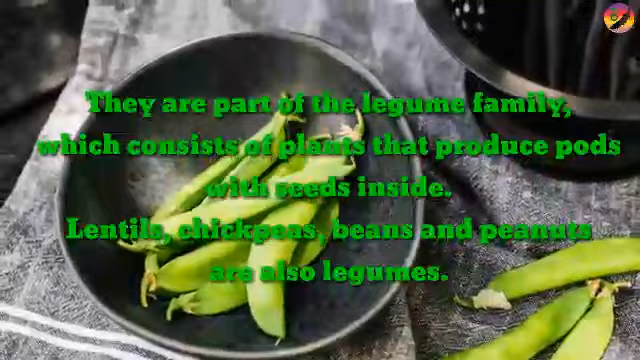 They are part of the legume family,
which consists of plants that produce pods
with seeds inside.
Lentils, chickpeas, beans and peanuts
are also legumes.